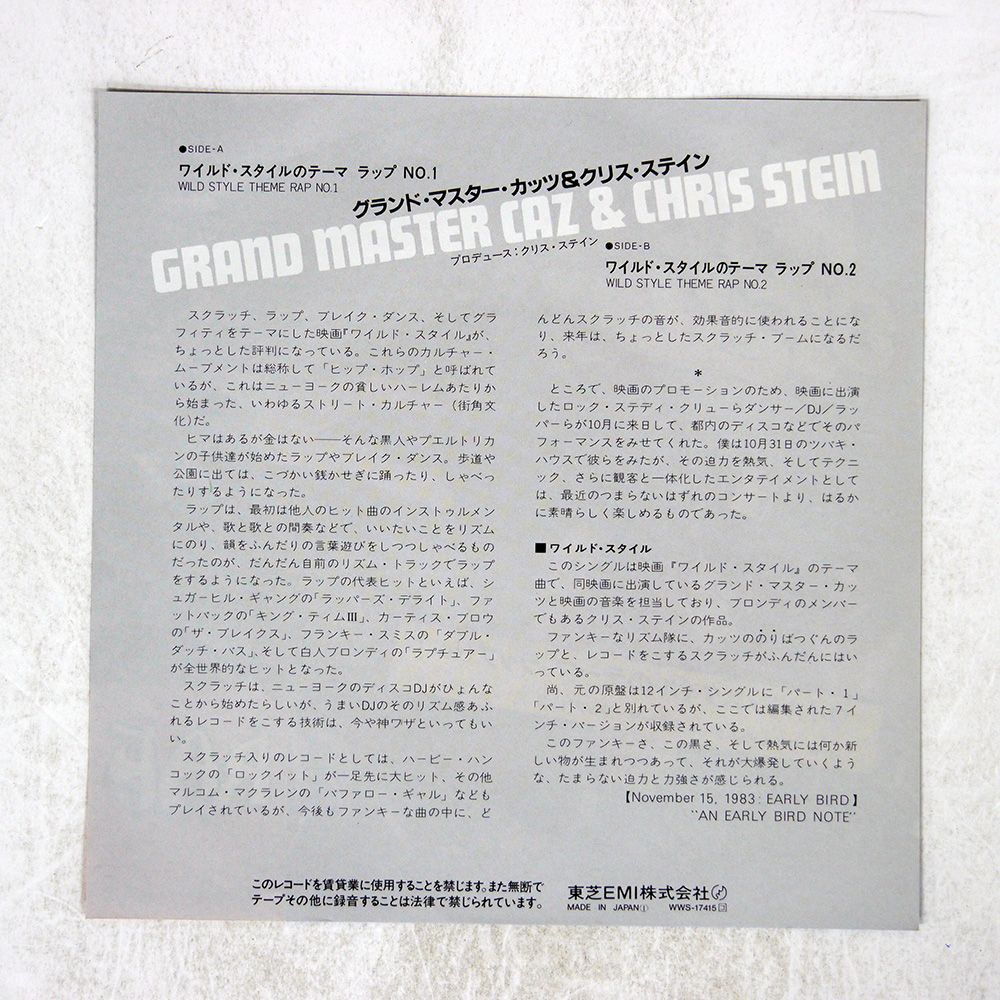 ●SIDE-A
ワイルド・スタイルのテーマ ラップ NO.1
WILD STYLE THEME RAP NO.1
グランド・マスター・カッツ&クリス・ステイン
GRAND MASTER CAZ & CHRIS STEIN
プロデュース:クリス・ステイン
●SIDE-B
ワイルド・スタイルのテーマ ラップ NO.2
WILD STYLE THEME RAP NO.2
スクラッチ、ラップ、ブレイク・ダンス、そしてグラ
フィティをテーマにした映画『ワイルド・スタイル』が、
ちょっとした評判になっている。これらのカルチャー・
ムーブメントは総称して「ヒップ・ホップ」と呼ばれて
いるが、これはニューヨークの貧しいハーレムあたりか
ら始まった、いわゆるストリート・カルチャー(街角文
化)だ。
ヒマはあるが金はない――そんな黒人やプエルトリカ
ンの子供達が始めたラップやブレイク・ダンス。歩道や
公園に出ては、こづかい銭かせぎに踊ったり、しゃべっ
たりするようになった。
ラップは、最初は他人のヒット曲のインストゥルメン
タルや、歌と歌との間奏などで、いいたいことをリズム
にのり、韻をふんだりの言葉遊びをしつつしゃべるもの
だったのが、だんだん自前のリズム・トラックでラップ
をするようになった。ラップの代表ヒットといえば、シ
ュガーヒル・ギャングの「ラッパーズ・デライト」、ファ
ットバックの「キング・ティムIII」、カーティス・ブロウ
の「ザ・ブレイクス」、フランキー・スミスの「ダブル・
ダッチ・バス」、そして白人ブロンディの「ラプチュアー」
が全世界的なヒットとなった。
スクラッチは、ニューヨークのディスコDJがひょんな
ことから始めたらしいが、うまいDJのそのリズム感あふ
れるレコードをこする技術は、今や神ワザといってもい
い。
スクラッチ入りのレコードとしては、ハービー・ハン
コックの「ロックイット」が一足先に大ヒット、その他
マルコム・マクラレンの「バファロー・ギャル」なども
プレイされているが、今後もファンキーな曲の中に、ど
んどんスクラッチの音が、効果音的に使われることにな
り、来年は、ちょっとしたスクラッチ・ブームになるだ
ろう。
*
ところで、映画のプロモーションのため、映画に出演
したロック・ステディ・クリューらダンサー/DJ/ラッ
パーらが10月に来日して、都内のディスコなどでそのパ
フォーマンスをみせてくれた。僕は10月31日のツバキ・
ハウスで彼らをみたが、その迫力を熱気、そしてテクニ
ック、さらに観客と一体化したエンタテイメントとして
は、最近のつまらないはずれのコンサートより、はるか
に素晴らしく楽しめるものであった。
■ワイルド・スタイル
このシングルは映画『ワイルド・スタイル』のテーマ
曲で、同映画に出演しているグランド・マスター・カッ
ツと映画の音楽を担当しており、ブロンディのメンバー
でもあるクリス・ステインの作品。
ファンキーなリズム隊に、カッツののりばつぐんのラ
ップと、レコードをこするスクラッチがふんだんにはい
っている。
尚、元の原盤は12インチ・シングルに「パート・1」
「パート・2」と別れているが、ここでは編集された7イ
ンチ・バージョンが収録されている。
このファンキーさ、この黒さ、そして熱気には何か新
しい物が生まれつつあって、それが大爆発していくよう
な、たまらない迫力と力強さが感じられる。
【November 15, 1983: EARLY BIRD】
"AN EARLY BIRD NOTE"
このレコードを賃貸業に使用することを禁じます。また無断で
テープその他に録音することは法律で禁じられています。
東芝EMI株式会社
MADE IN JAPAN WWS-17415